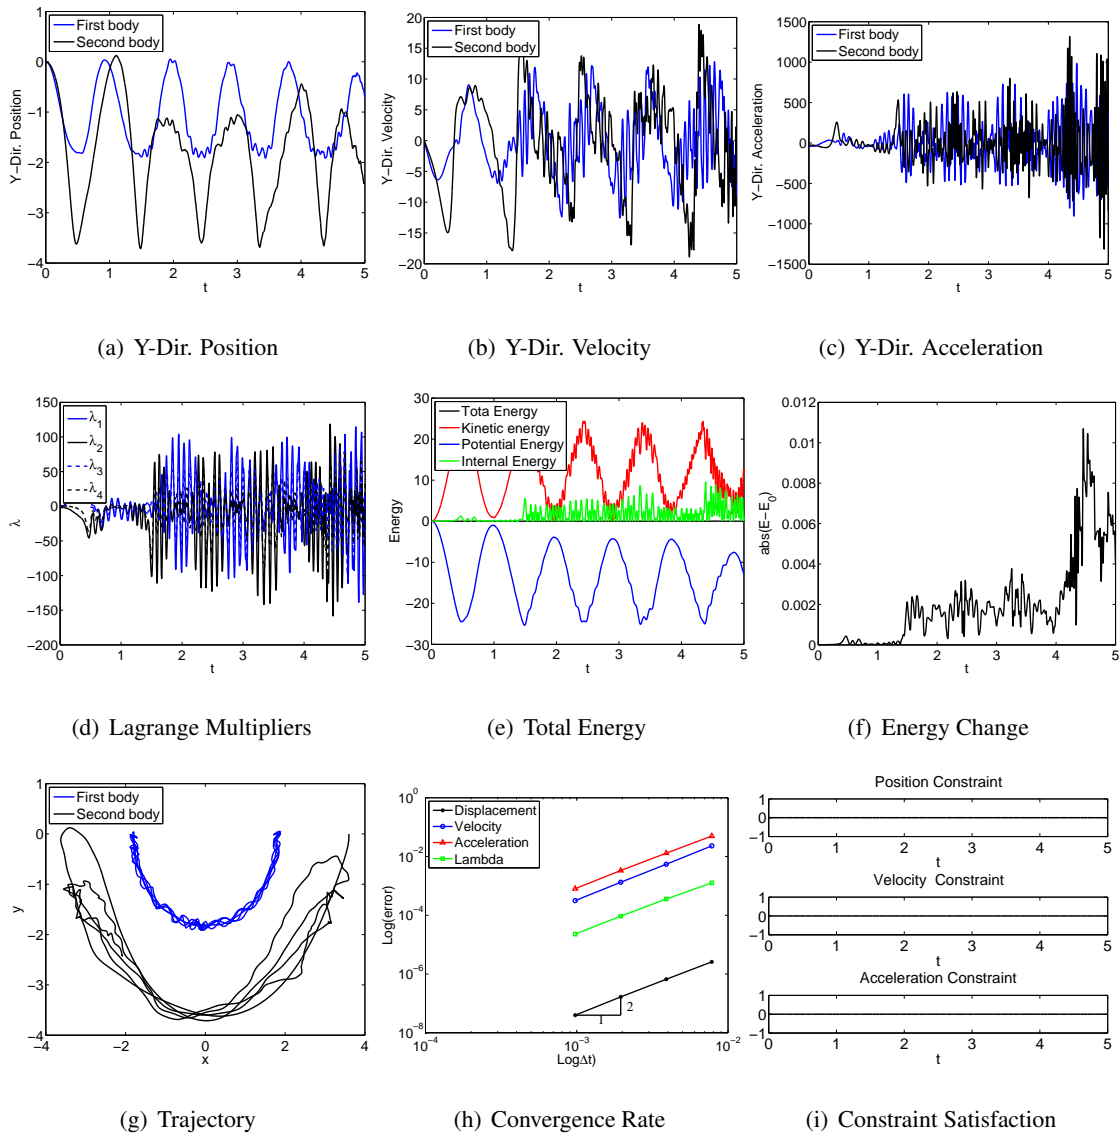 First body
Second body
1
0
−1
−2
−3
−4
Y−Dir. Position
0 1 2 3 4 5
t
(a) Y-Dir. Position
First body
Second body
20
15
10
5
0
−5
−10
−15
−20
Y−Dir. Velocity
0 1 2 3 4 5
t
(b) Y-Dir. Velocity
First body
Second body
1500
1000
500
0
−500
−1000
−1500
Y−Dir. Acceleration
0 1 2 3 4 5
t
(c) Y-Dir. Acceleration
λ1
λ2
λ3
λ4
150
100
50
0
−50
−100
−150
−200
λ
0 1 2 3 4 5
t
(d) Lagrange Multipliers
Tota Energy
Kinetic energy
Potential Energy
Internal Energy
30
20
10
0
−10
−20
−30
Energy
0 1 2 3 4 5
t
(e) Total Energy
0.012
0.01
0.008
0.006
0.004
0.002
0
abs(E−E0)
0 1 2 3 4 5
t
(f) Energy Change
First body
Second body
1
0
−1
−2
−3
−4
y
−4 −2 0 2 4
x
(g) Trajectory
Displacement
Velocity
Acceleration
Lambda
10^0
10^−2
10^−4
10^−6
10^−8
Log(error)
2
1
10^−4 10^−3 10^−2
LogΔt)
(h) Convergence Rate
Position Constraint
1
0
−1
0 1 2 3 4 5
t
Velocity Constraint
1
0
−1
0 1 2 3 4 5
t
Acceleration Constraint
1
0
−1
0 1 2 3 4 5
t
(i) Constraint Satisfaction